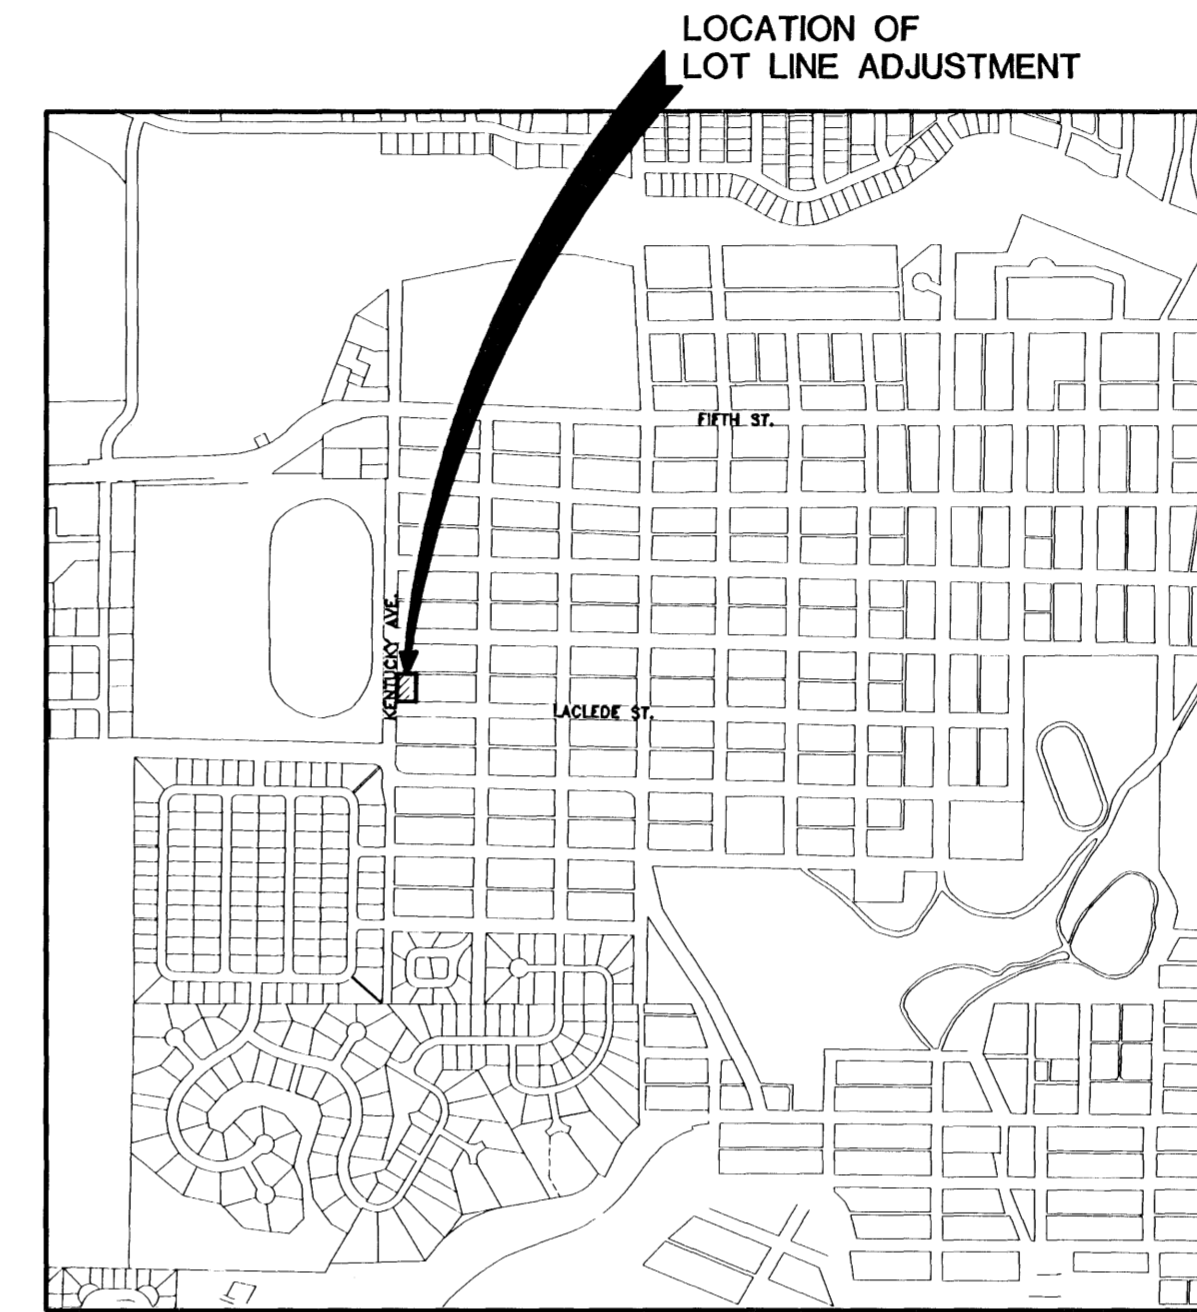 LOCATION OF
LOT LINE ADJUSTMENT
FIFTH ST.
KENTUCKY AVE.
LACLEDE ST.